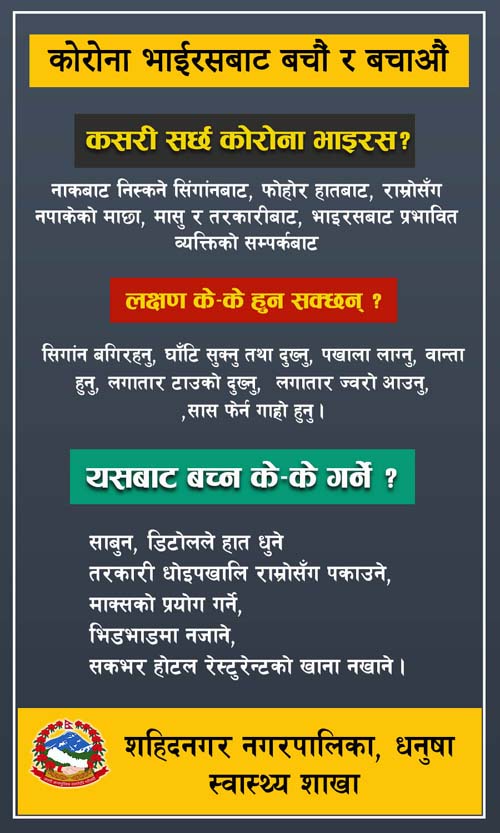 कोरोना भाईरसबाट बचौं र बचाऔं
कसरी सर्छ कोरोना भाइरस?
नाकबाट निस्कने सिंगांनबाट, फोहोर हातबाट, राम्रोसँग
नपाकेको माछा, मासु र तरकारीबाट, भाइरसबाट प्रभावित
व्यक्तिको सम्पर्कबाट
लक्षण के-के हुन सक्छन् ?
सिगांन बगिरहनु, घाँटि सुक्नु तथा दुख्नु, पखाला लाग्नु, वान्ता
हुनु, लगातार टाउको दुख्नु, लगातार ज्वरो आउनु,
,सास फेर्न गाह्रो हुनु।
यसबाट बच्न के-के गर्ने ?
साबुन, डिटोलले हात धुने
तरकारी धोइपखालि राम्रोसँग पकाउने,
माक्सको प्रयोग गर्ने,
भिडभाडमा नजाने,
सकभर होटल रेस्टुरेन्टको खाना नखाने।
शहिदनगर नगरपालिका, धनुषा
स्वास्थ्य शाखा